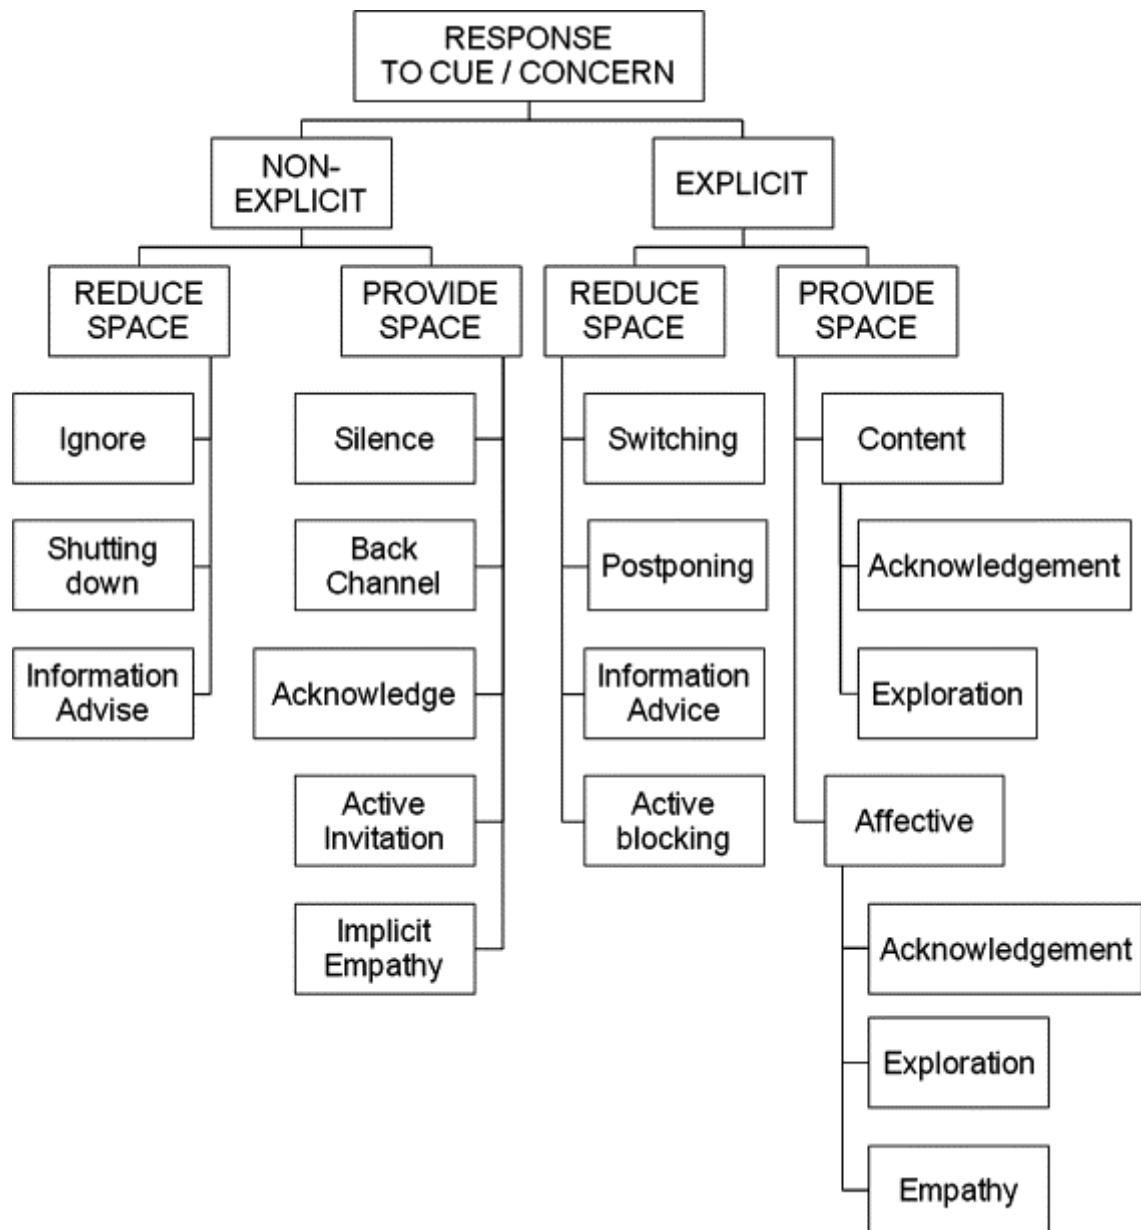 RESPONSE
TO CUE / CONCERN
NON-
EXPLICIT
EXPLICIT
REDUCE
SPACE
PROVIDE
SPACE
REDUCE
SPACE
PROVIDE
SPACE
Ignore
Silence
Switching
Content
Shutting
down
Back
Channel
Postponing
Acknowledgement
Information
Advise
Acknowledge
Information
Advice
Exploration
Active
Invitation
Active
blocking
Affective
Implicit
Empathy
Acknowledgement
Exploration
Empathy